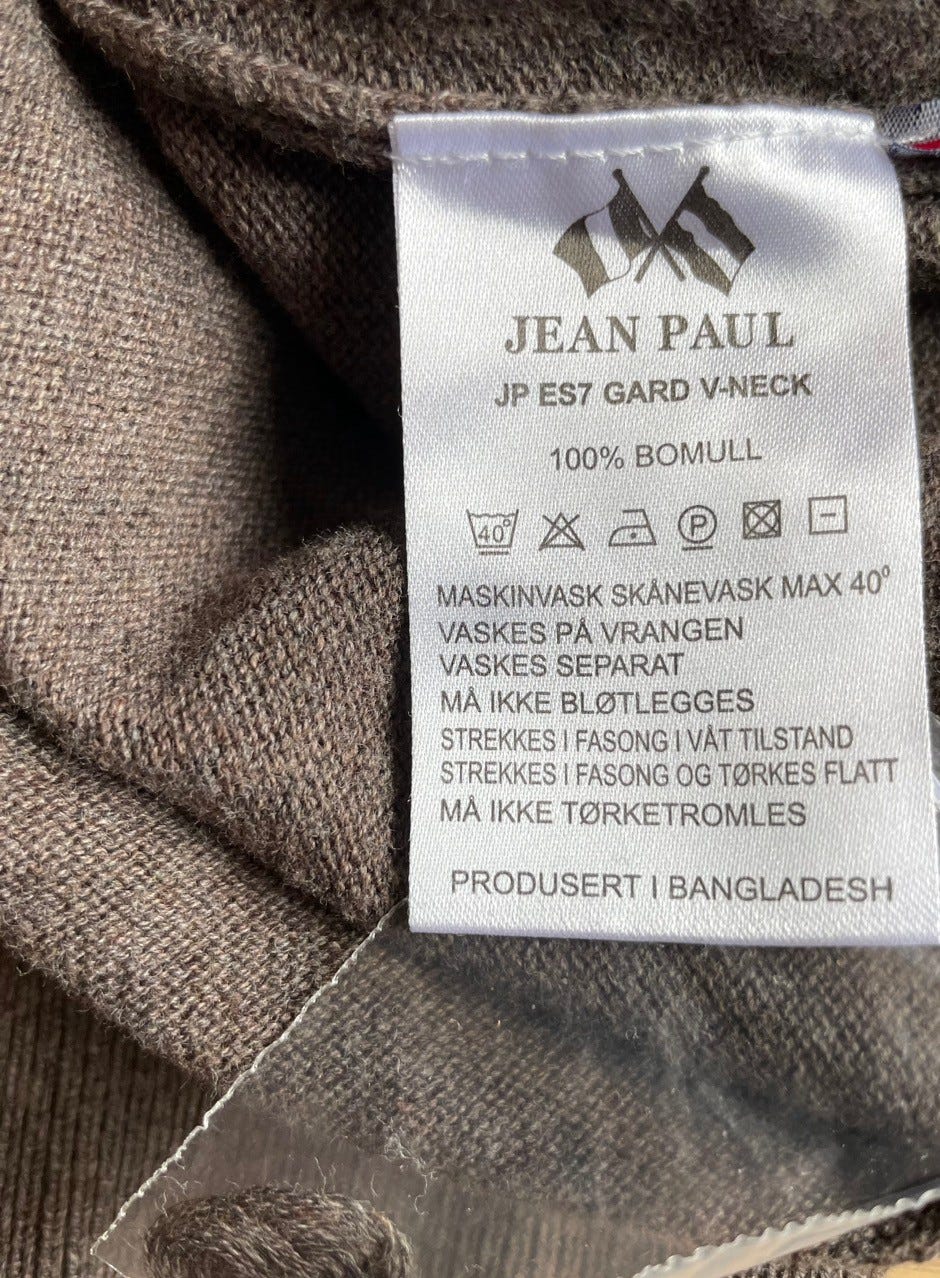 JEAN PAUL
JP ES7 GARD V-NECK
100% BOMULL
40° P
MASKINVASK SKÅNEVASK MAX 40⁰
VASKES PÅ VRANGEN
VASKES SEPARAT
MÅ IKKE BLØTLEGGES
STREKKES I FASONG I VÅT TILSTAND
STREKKES I FASONG OG TØRKES FLATT
MÅ IKKE TØRKETROMLES
PRODUSERT I BANGLADESH